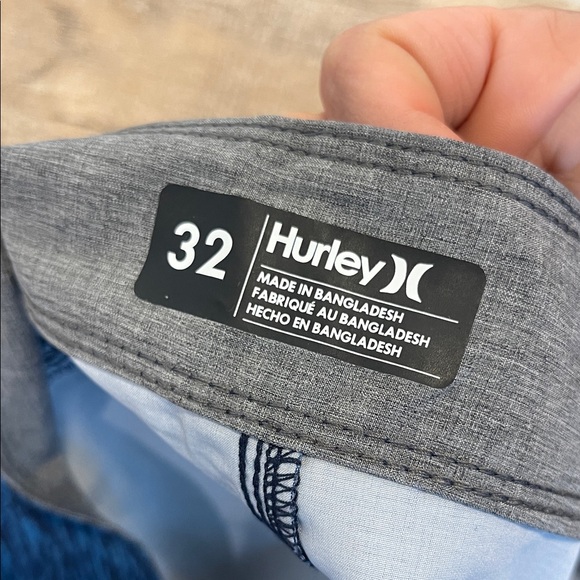 32
Hurley
MADE IN BANGLADESH
FABRIQUÉ AU BANGLADESH
HECHO EN BANGLADESH